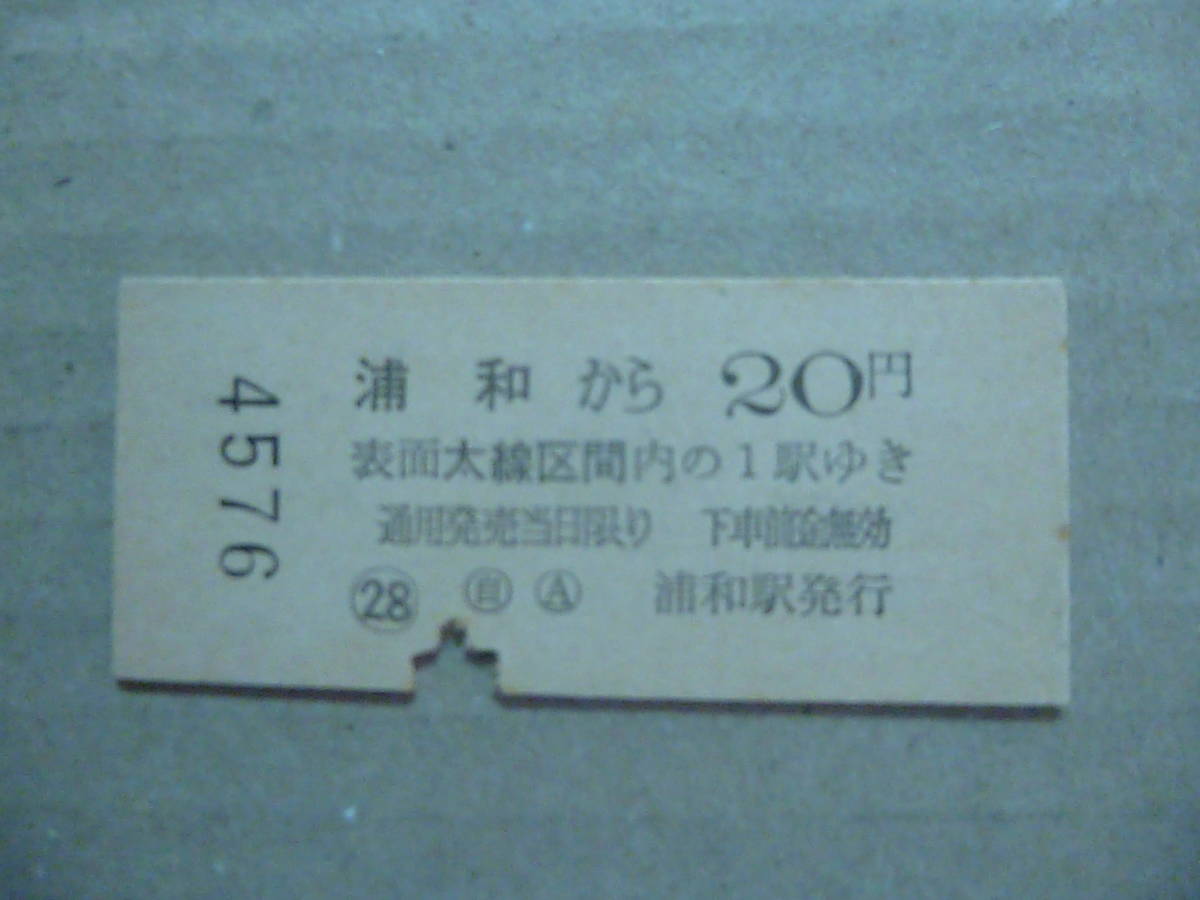 浦和から 20円
表面太線区間内の1駅ゆき
通用発売当日限り 下車前途無効
㉘ ㊐ Ⓐ 浦和駅発行
4576